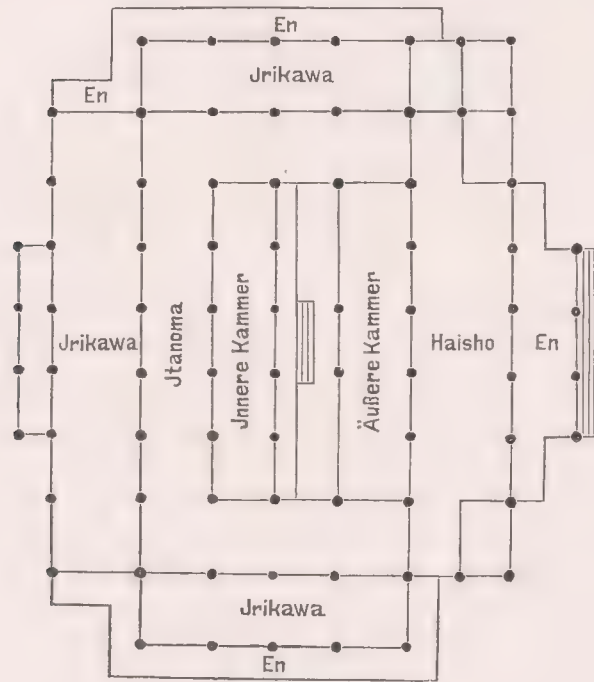 En
Jrikawa
En
Jrikawa
Jtanoma
Jnnere Kammer
Äußere Kammer
Haisho
En
Jrikawa
En